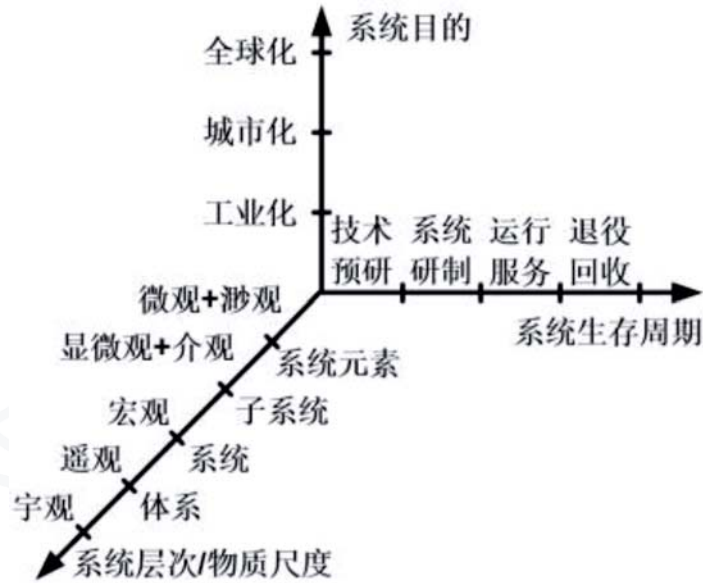 系统目的
全球化
城市化
工业化
技术 系统 运行 退役
预研 研制 服务 回收
系统生存周期
微观+渺观
显微观+介观
系统元素
宏观
子系统
遥观
系统
宇观
体系
系统层次/物质尺度